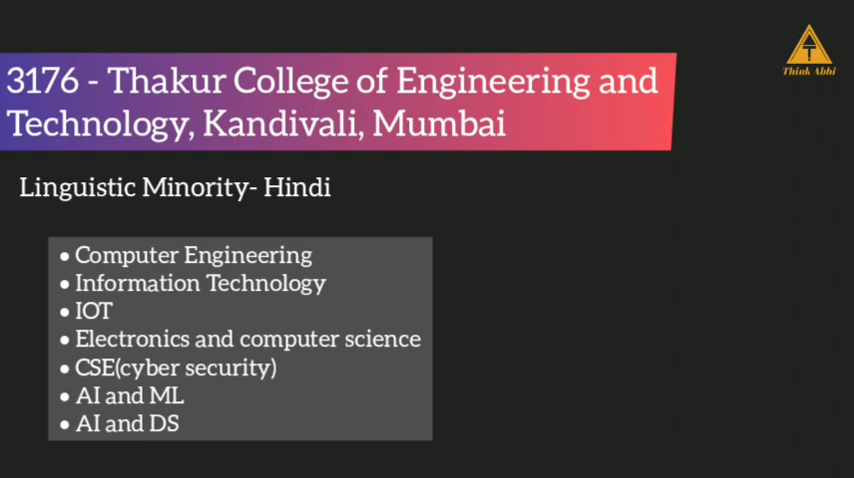 Think Abhi
3176 - Thakur College of Engineering and
Technology, Kandivali, Mumbai
Linguistic Minority- Hindi
• Computer Engineering
• Information Technology
• IOT
• Electronics and computer science
• CSE(cyber security)
• AI and ML
• AI and DS